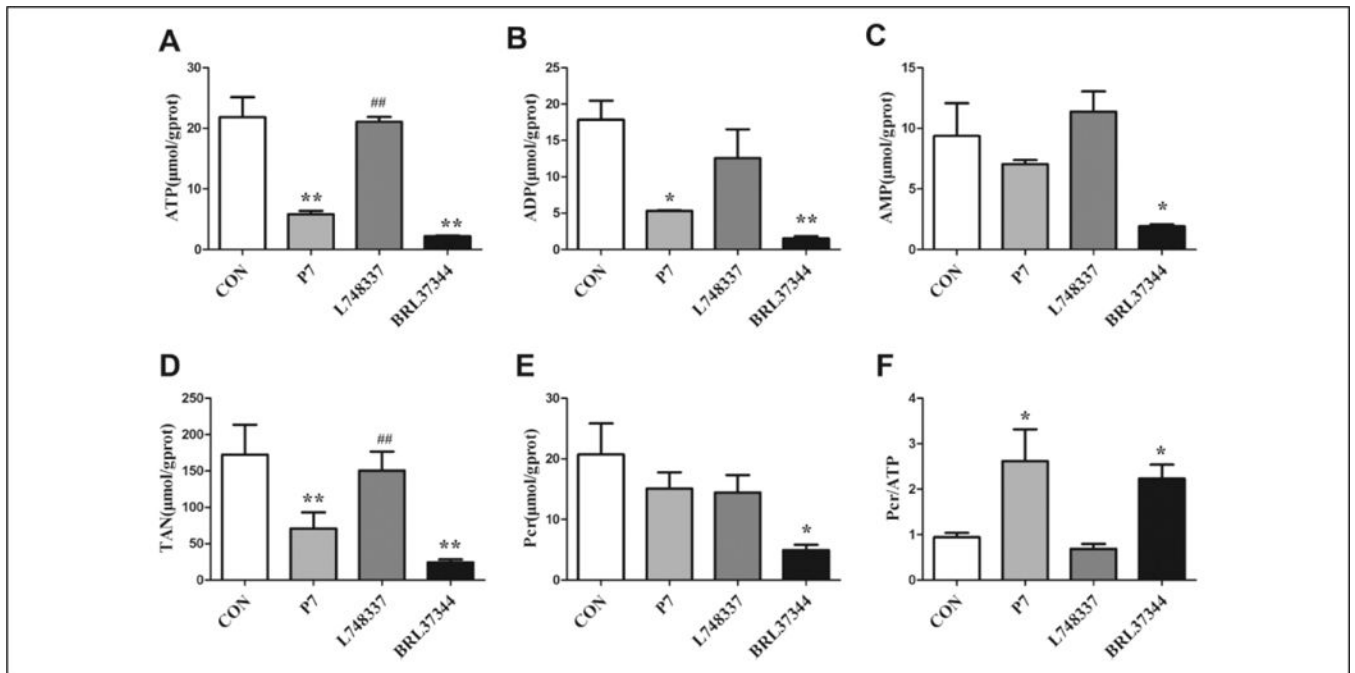 A
ATP(μmol/gprot)
30
20
10
0
**
##
**
CON
P7
L748337
BRL37344
B
ADP(μmol/gprot)
25
20
15
10
5
0
*
**
CON
P7
L748337
BRL37344
C
AMP(μmol/gprot)
15
10
5
0
*
CON
P7
L748337
BRL37344
D
TAN(μmol/gprot)
250
200
150
100
50
0
**
##
**
CON
P7
L748337
BRL37344
E
Pcr(μmol/gprot)
30
20
10
0
*
CON
P7
L748337
BRL37344
F
Pcr/ATP
4
3
2
1
0
*
*
CON
P7
L748337
BRL37344